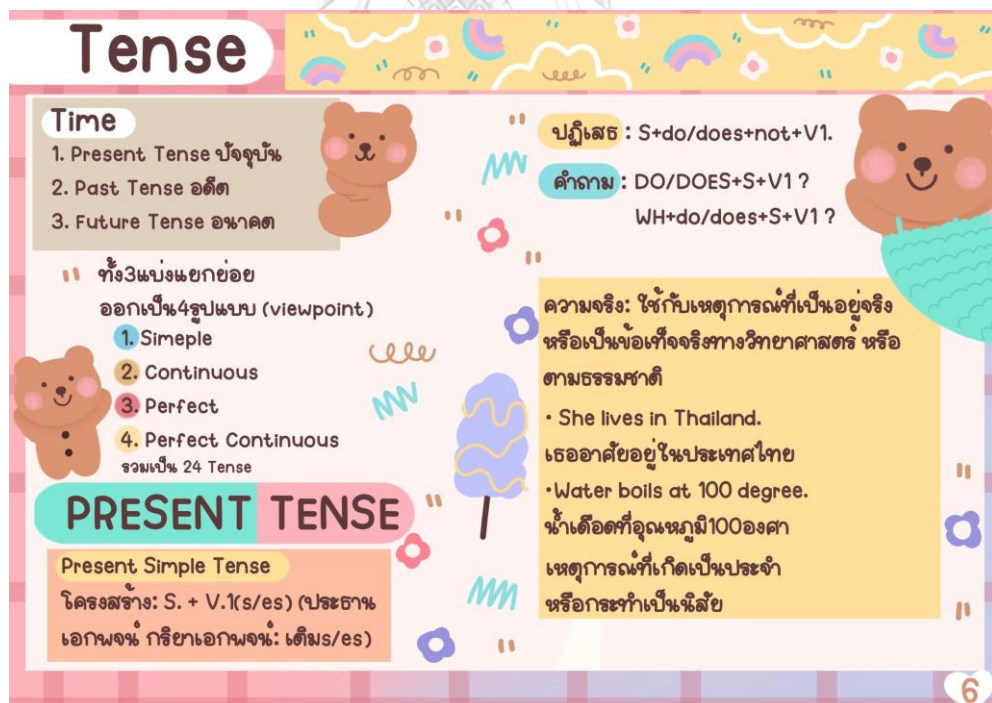 Tense
Time
1. Present Tense ปัจจุบัน
2. Past Tense อดีต
3. Future Tense อนาคต
ทั้ง3แบ่งแยกย่อย
ออกเป็น4รูปแบบ (viewpoint)
1. Simeple
2. Continuous
3. Perfect
4. Perfect Continuous
รวมเป็น 24 Tense
PRESENT TENSE
Present Simple Tense
โครงสร้าง: S. + V.1(s/es) (ประธาน
เอกพจน์ กริยาเอกพจน์: เติมs/es)
ปฏิเสธ : S+do/does+not+V1.
คำถาม : DO/DOES+S+V1 ?
WH+do/does+S+V1 ?
ความจริง: ใช้กับเหตุการณ์ที่เป็นอยู่จริง
หรือเป็นข้อเท็จจริงทางวิทยาศาสตร์ หรือ
ตามธรรมชาติ
• She lives in Thailand.
เธออาศัยอยู่ในประเทศไทย
•Water boils at 100 degree.
น้ำเดือดที่อุณหภูมิ100องศา
เหตุการณ์ที่เกิดเป็นประจำ
หรือกระทำเป็นนิสัย
6